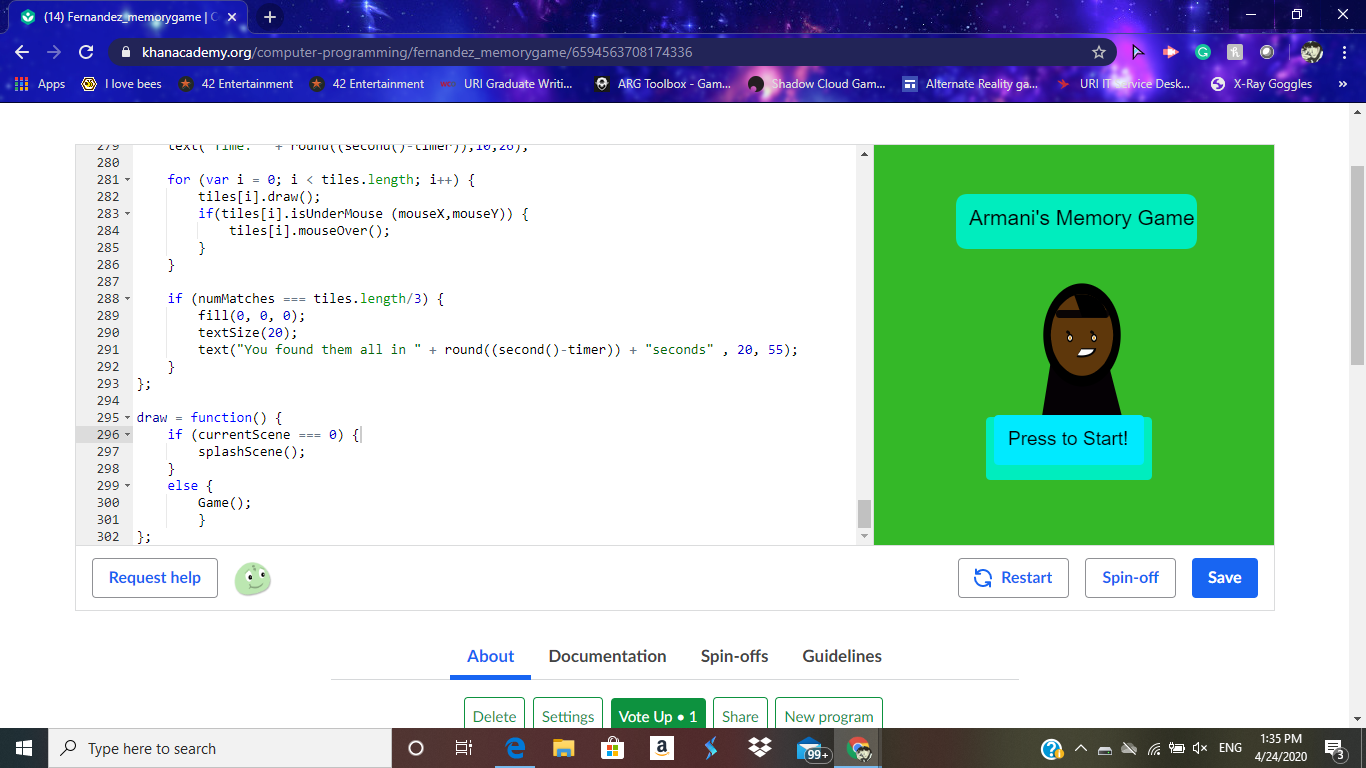 (14) Fernandez_memorygame | C
khanacademy.org/computer-programming/fernandez_memorygame/6594563708174336
Apps
I love bees
42 Entertainment
42 Entertainment
URI Graduate Writi...
ARG Toolbox - Gam...
Shadow Cloud Gam...
Alternate Reality ga...
URI IT Service Desk...
X-Ray Goggles
»
279 text("Time: " + round((second()-timer)),10,26);
280
281 for (var i = 0; i < tiles.length; i++) {
282 tiles[i].draw();
283 if(tiles[i].isUnderMouse (mouseX,mouseY)) {
284 tiles[i].mouseOver();
285 }
286 }
287
288 if (numMatches === tiles.length/3) {
289 fill(0, 0, 0);
290 textSize(20);
291 text("You found them all in " + round((second()-timer)) + "seconds" , 20, 55);
292 }
293 };
294
295 draw = function() {
296 if (currentScene === 0) {
297 splashScene();
298 }
299 else {
300 Game();
301 }
302 };
Armani's Memory Game
Press to Start!
Request help
Restart
Spin-off
Save
About
Documentation
Spin-offs
Guidelines
Delete
Settings
Vote Up • 1
Share
New program
Type here to search
99+
ENG
1:35 PM
4/24/2020
3